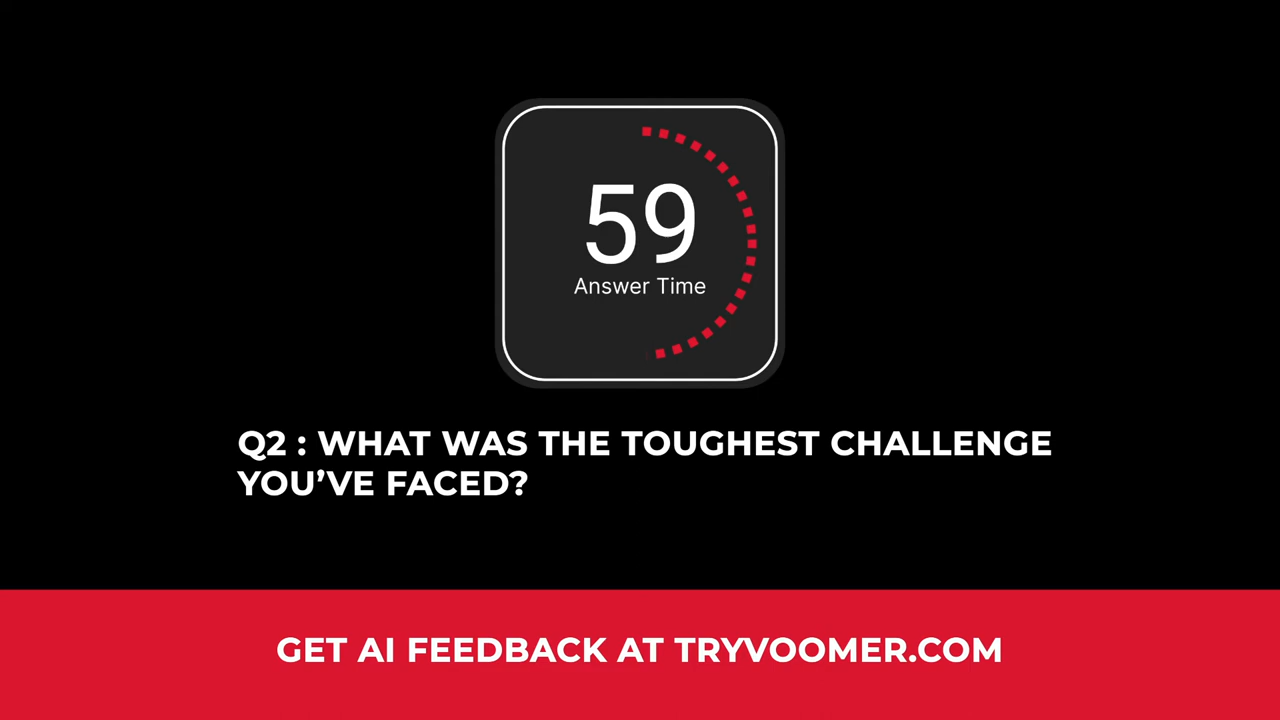 59
Answer Time
Q2 : WHAT WAS THE TOUGHEST CHALLENGE
YOU’VE FACED?
GET AI FEEDBACK AT TRYVOOMER.COM